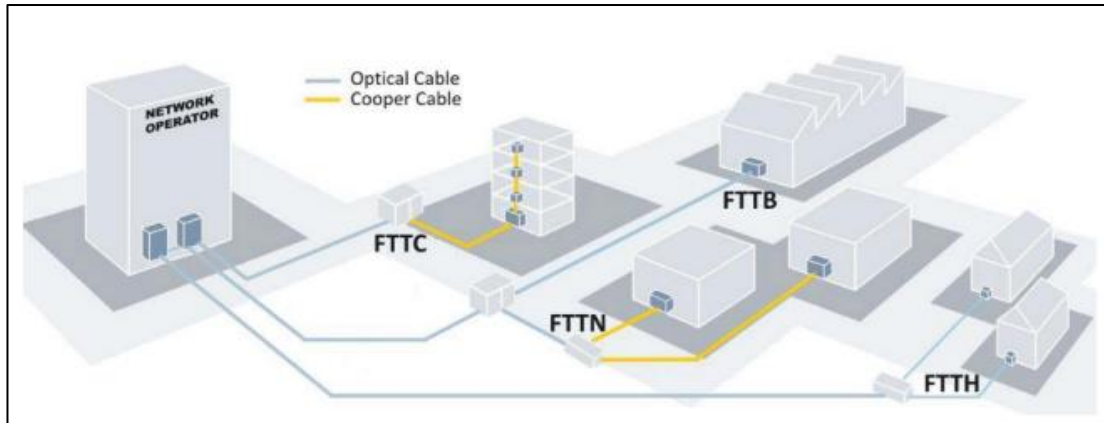 Optical Cable
Cooper Cable
NETWORK
OPERATOR
FTTB
FTTC
FTTN
FTTH